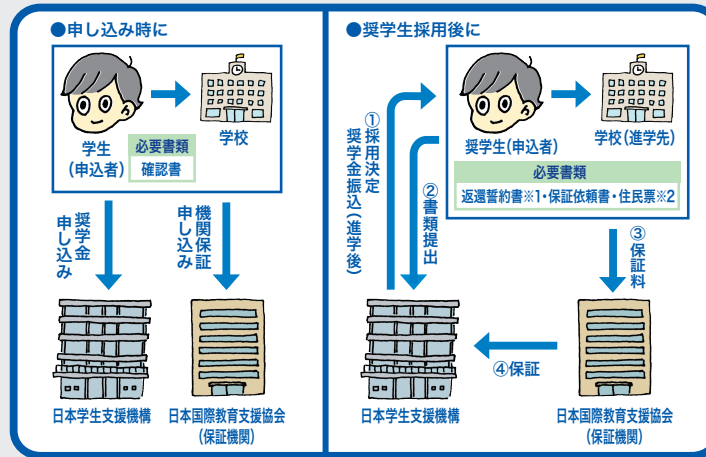 ●申し込み時に
学校
学生
(申込者)
必要書類
確認書
奨学金
申し込み
機関保証
申し込み
日本学生支援機構
日本国際教育支援協会
(保証機関)
●奨学生採用後に
奨学生(申込者)
学校(進学先)
必要書類
返還誓約書※1・保証依頼書・住民票※2
①採用決定
奨学金振込(進学後)
②書類提出
③保証料
④保証
日本学生支援機構
日本国際教育支援協会
(保証機関)